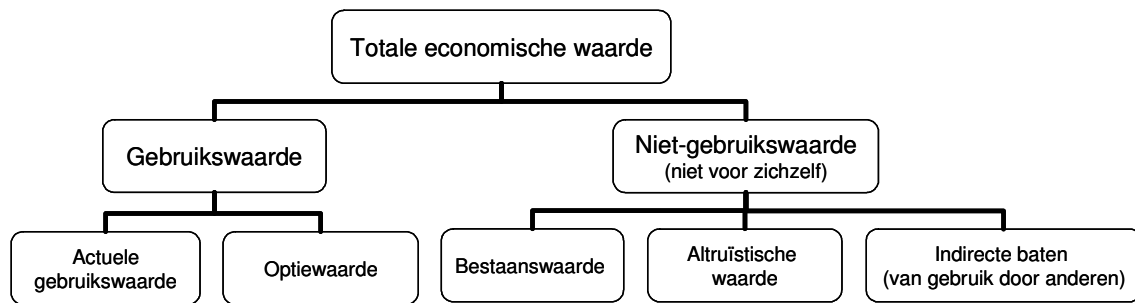 Totale economische waarde
Gebruikswaarde
Niet-gebruikswaarde
(niet voor zichzelf)
Actuele
gebruikswaarde
Optiewaarde
Bestaanswaarde
Altruïstische
waarde
Indirecte baten
(van gebruik door anderen)